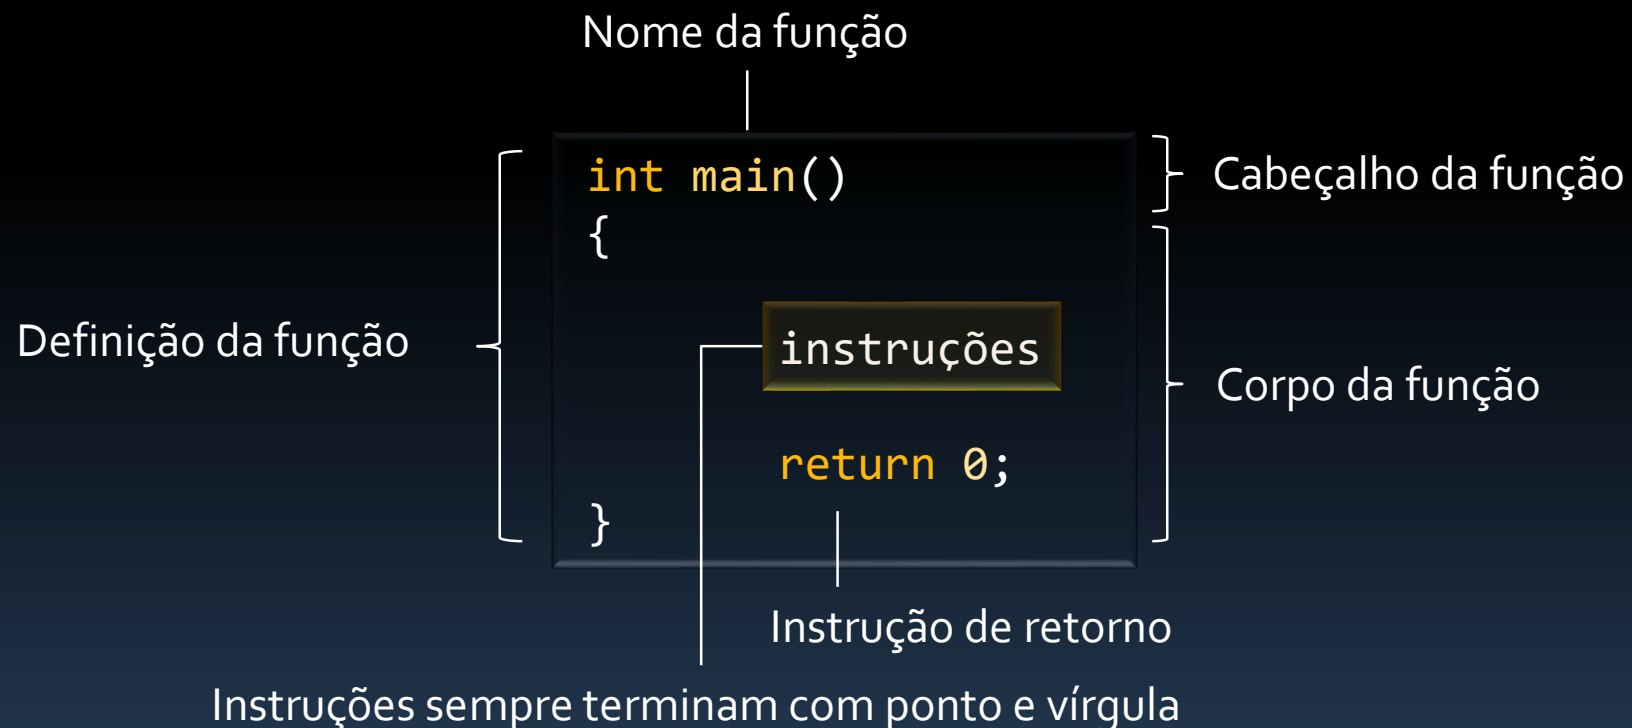 Nome da função
int main()
Cabeçalho da função
{
Definição da função
instruções
Corpo da função
return 0;
}
Instrução de retorno
Instruções sempre terminam com ponto e vírgula